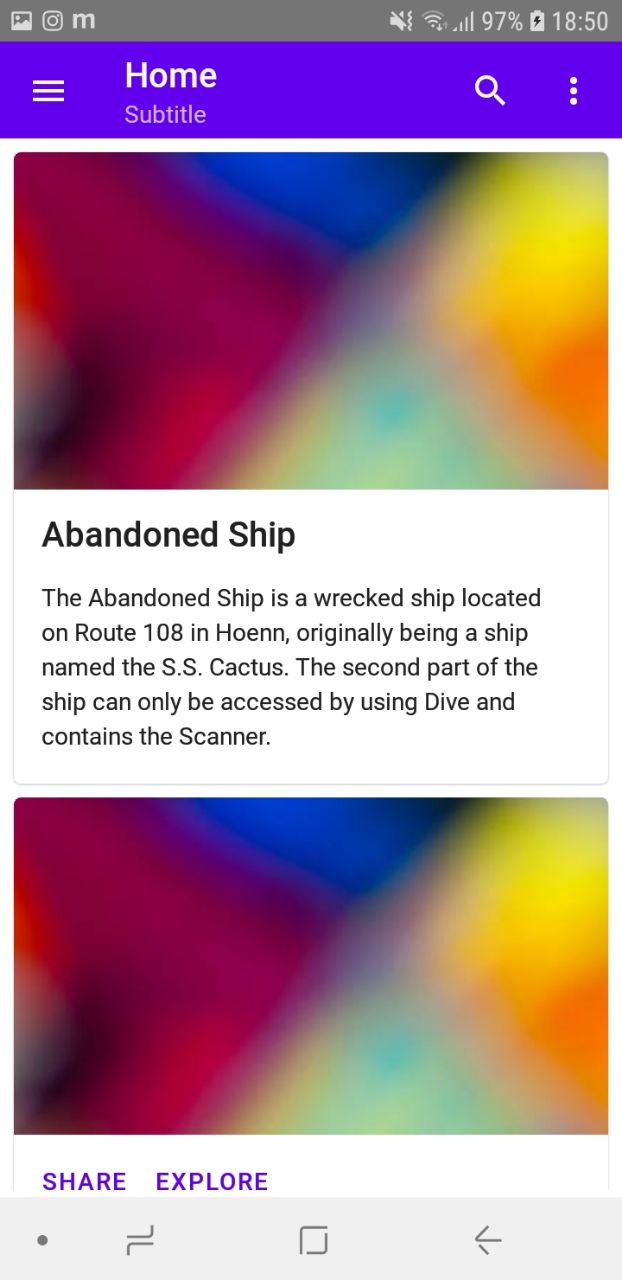 m 97% 18:50
Home
Subtitle
Abandoned Ship
The Abandoned Ship is a wrecked ship located
on Route 108 in Hoenn, originally being a ship
named the S.S. Cactus. The second part of the
ship can only be accessed by using Dive and
contains the Scanner.
SHARE EXPLORE